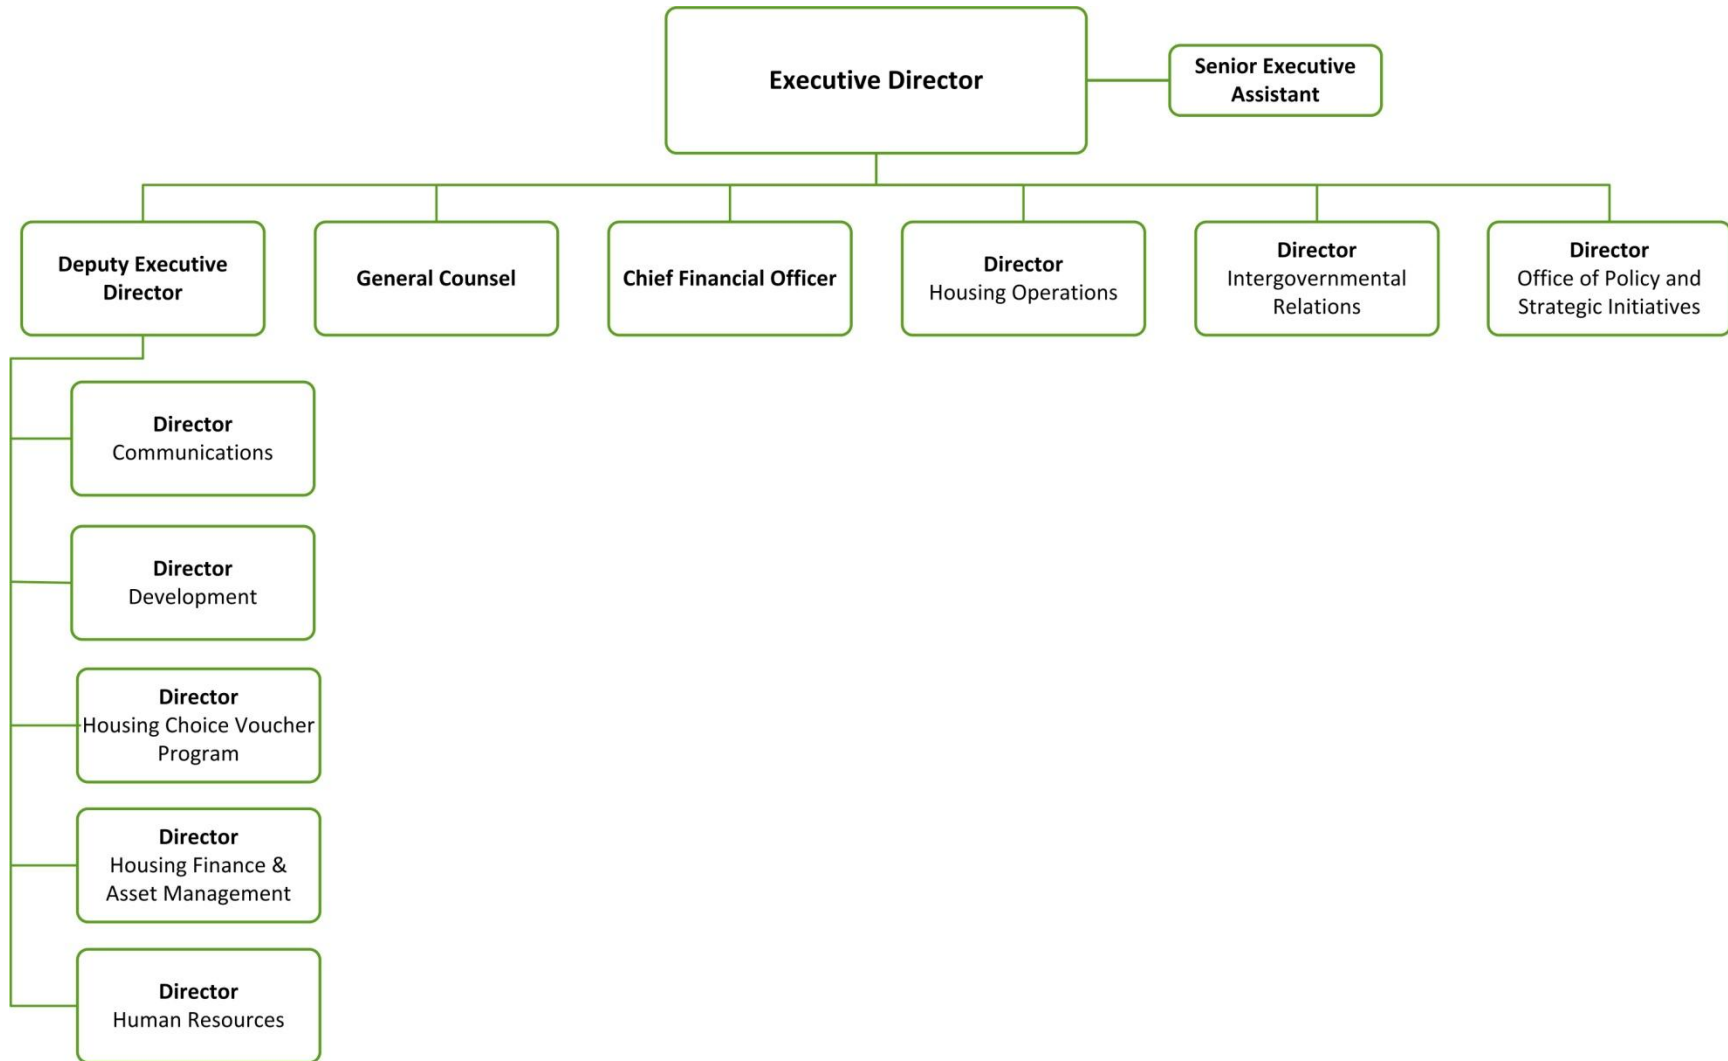 Executive Director
Senior Executive
Assistant
Deputy Executive
Director
General Counsel
Chief Financial Officer
Director
Housing Operations
Director
Intergovernmental
Relations
Director
Office of Policy and
Strategic Initiatives
Director
Communications
Director
Development
Director
Housing Choice Voucher
Program
Director
Housing Finance &
Asset Management
Director
Human Resources